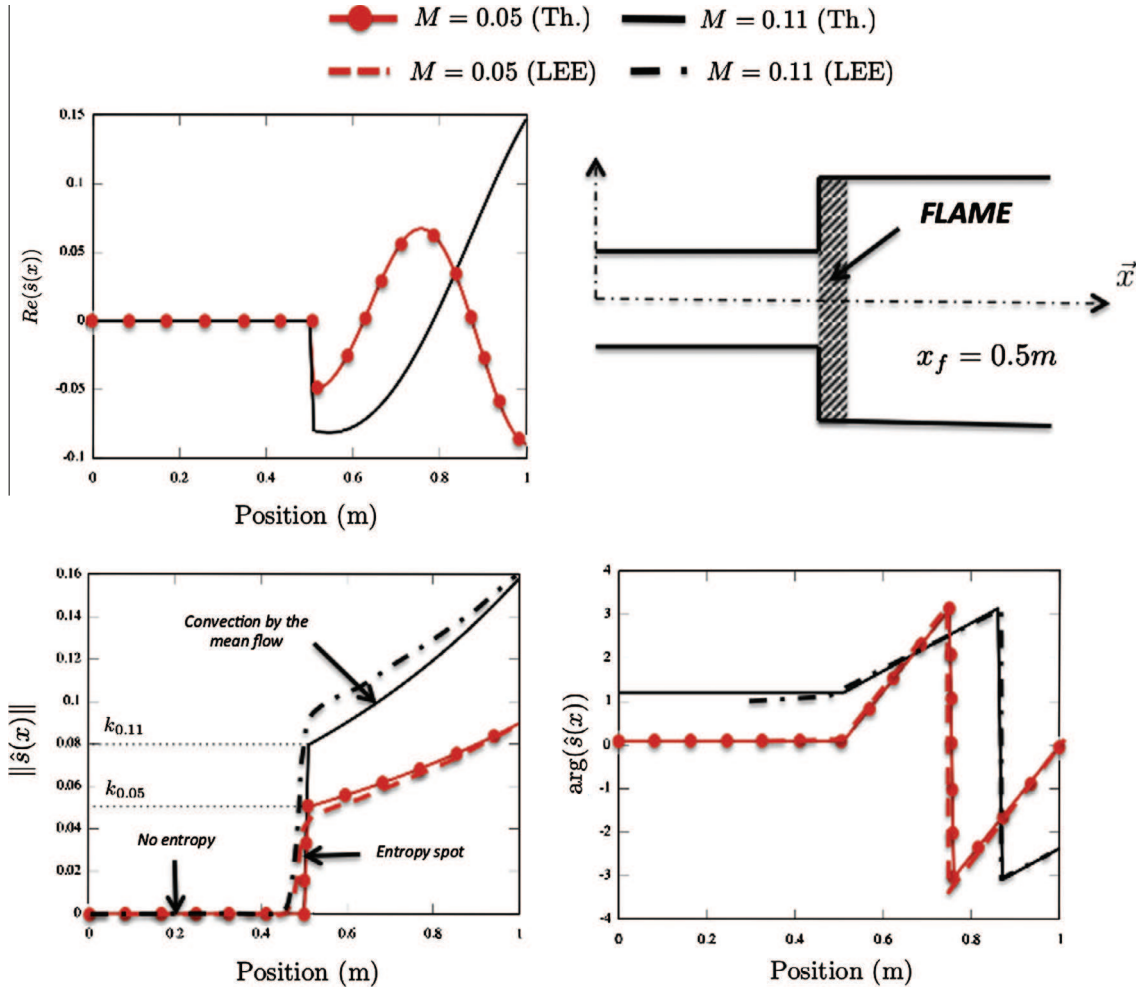 M = 0.05 (Th.)
M = 0.11 (Th.)
M = 0.05 (LEE)
M = 0.11 (LEE)
0.15
0.1
0.05
0
-0.05
-0.1
Re(ŝ(x))
0
0.2
0.4
0.6
0.8
1
Position (m)
FLAME
x⃗
x_f = 0.5m
0.16
0.14
0.12
0.1
0.08
0.06
0.04
0.02
0
‖ŝ(x)‖
Convection by the
mean flow
k_{0.11}
k_{0.05}
No entropy
Entropy spot
0
0.2
0.4
0.6
0.8
1
Position (m)
4
3
2
1
0
-1
-2
-3
-4
arg(ŝ(x))
0
0.2
0.4
0.6
0.8
1
Position (m)